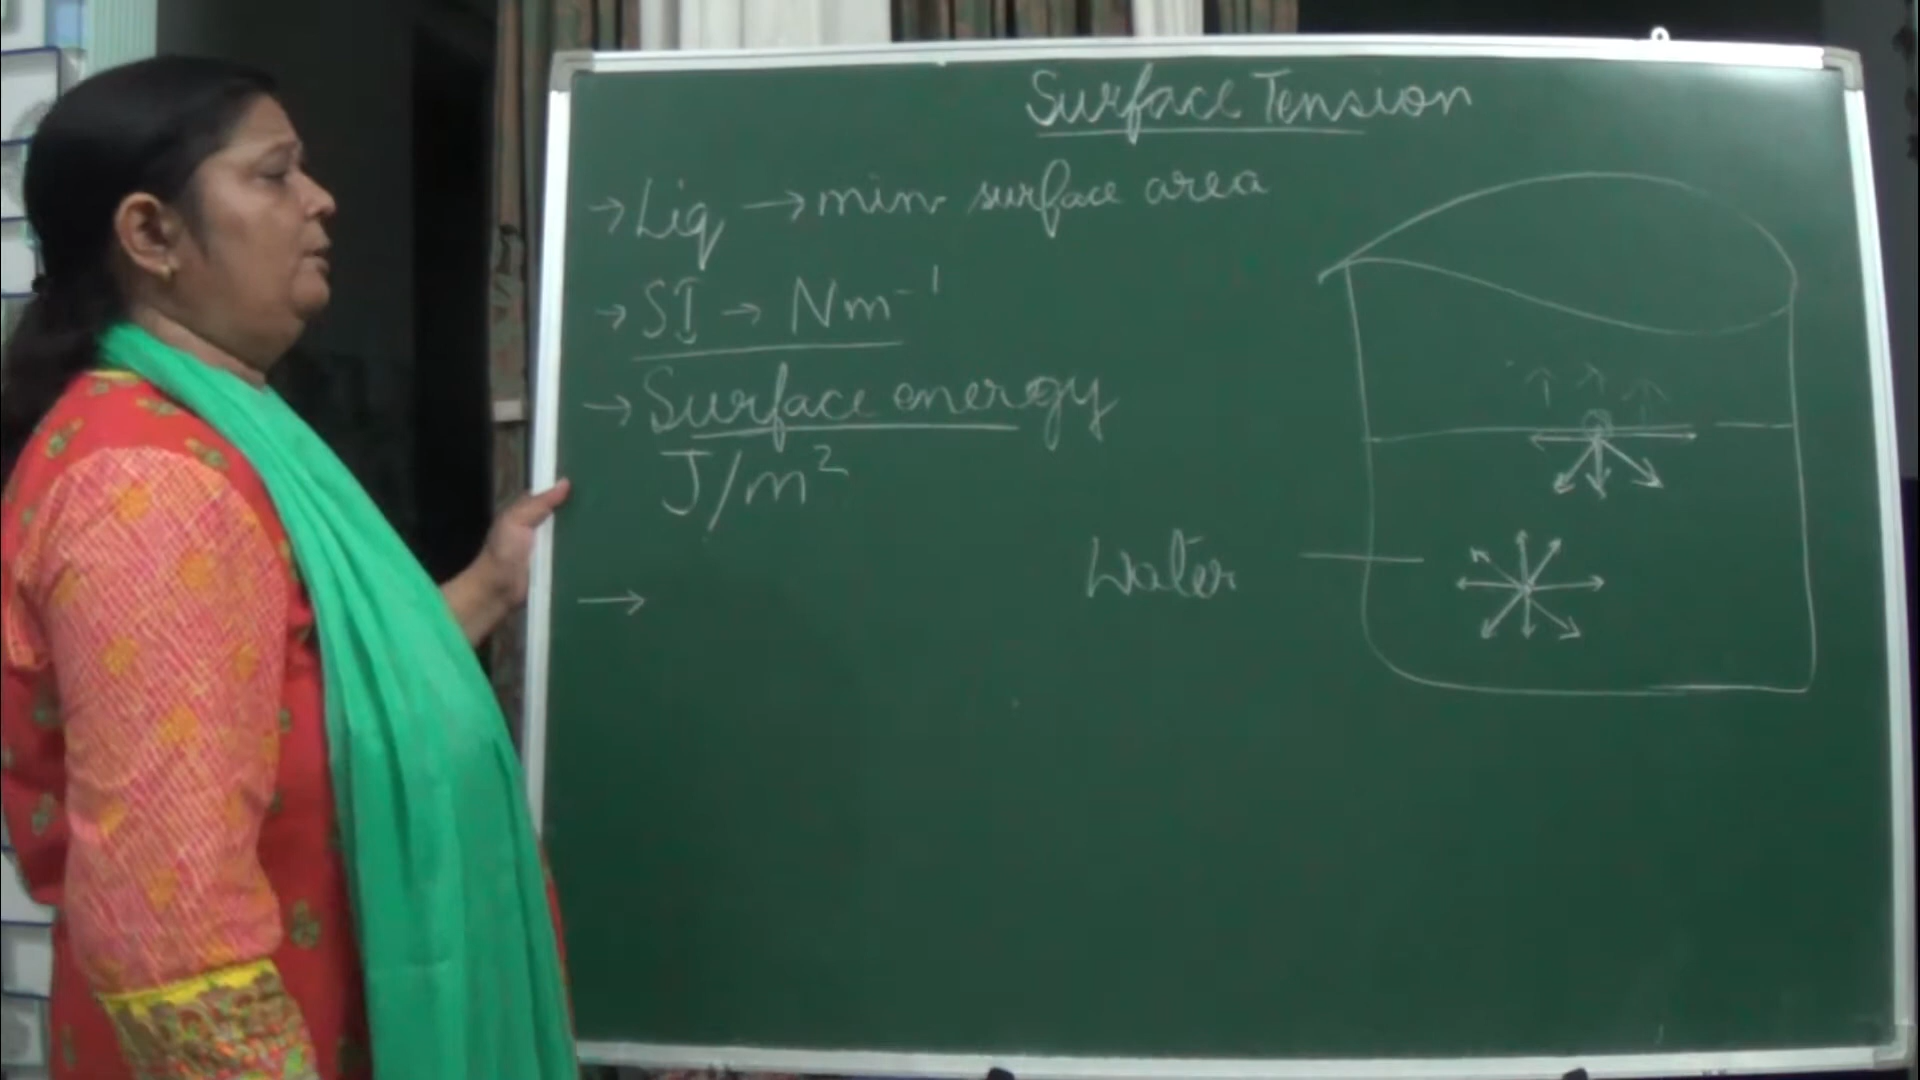 Surface Tension
→ Liq → min surface area
→ SI → Nm⁻¹
→ Surface energy
J/m²
→
Water